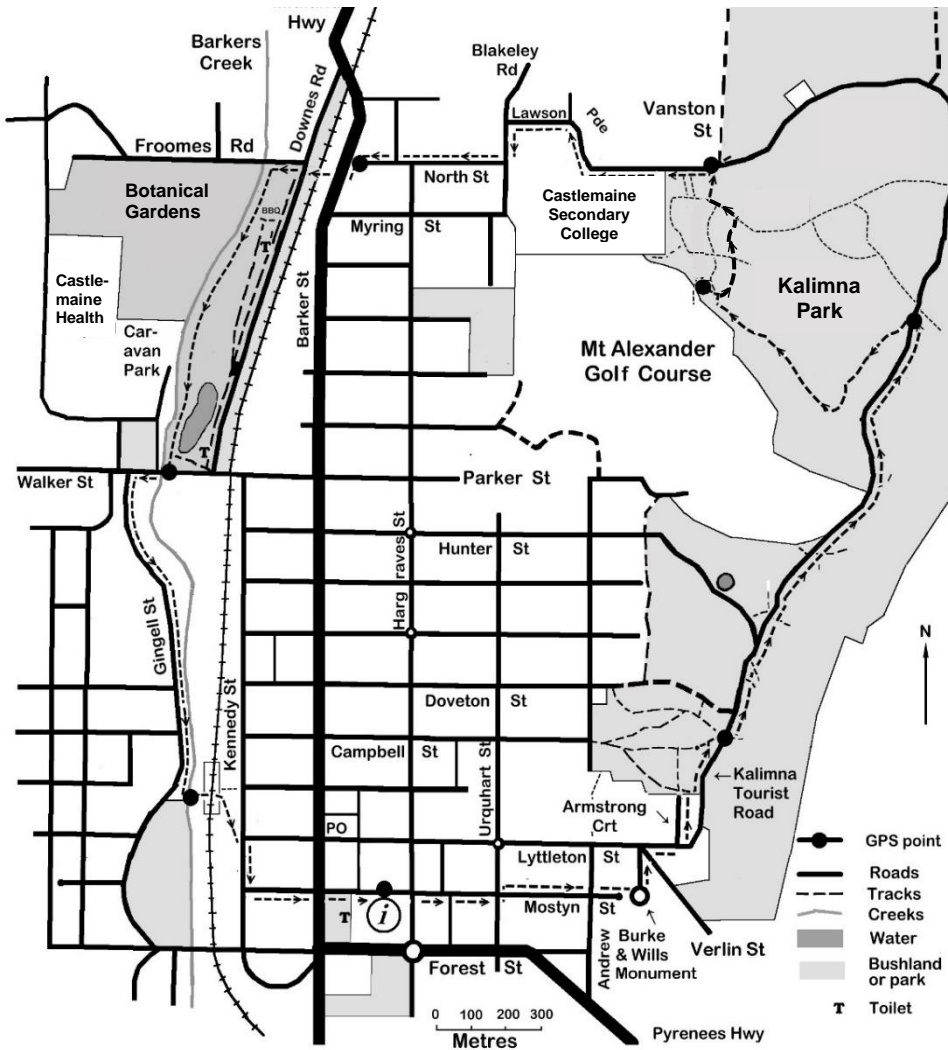 Hwy
Barkers
Creek
Downes Rd
Blakeley
Rd
Lawson
Pde
Vanston
St
Froomes Rd
North St
Botanical
Gardens
BBQ
T
Castlemaine
Secondary
College
Myring St
Castle-
maine
Health
Barker St
Kalimna
Park
Car-
avan
Park
Mt Alexander
Golf Course
T
Walker St
Parker St
Hargraves St
Hunter St
Gingell St
N
Kennedy St
Doveton St
Urquhart St
Campbell St
Kalimna
Tourist
Road
Armstrong
Crt
PO
Lyttleton St
GPS point
Roads
Tracks
Creeks
Water
Bushland
or park
T Toilet
i
T
Mostyn St
Andrew St
Burke
& Wills
Monument
Verlin St
Forest St
0 100 200 300
Metres
Pyrenees Hwy